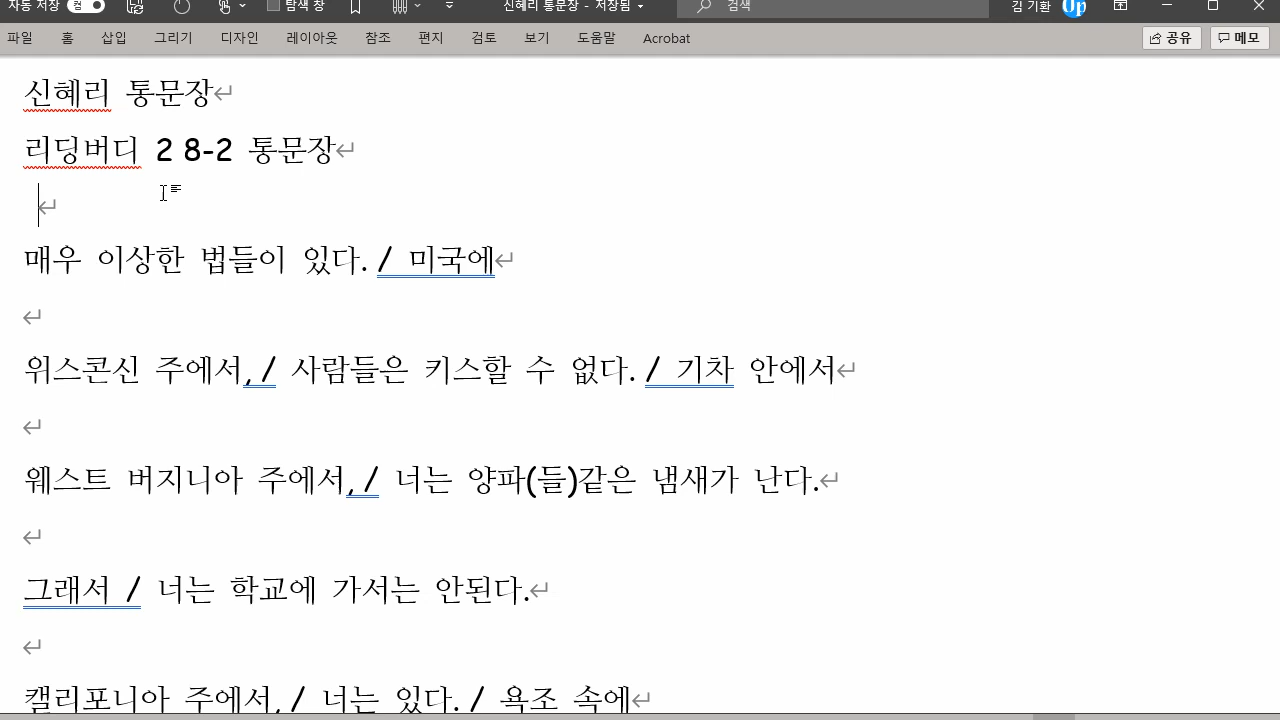 자동 저장 컴 탐색 창 신혜리 통문장 - 저장됨 검색 김 기환 Op
파일 홈 삽입 그리기 디자인 레이아웃 참조 편지 검토 보기 도움말 Acrobat 공유 메모
신혜리 통문장
리딩버디 2 8-2 통문장
매우 이상한 법들이 있다. / 미국에
위스콘신 주에서, / 사람들은 키스할 수 없다. / 기차 안에서
웨스트 버지니아 주에서, / 너는 양파(들)같은 냄새가 난다.
그래서 / 너는 학교에 가서는 안된다.
캘리포니아 주에서, / 너는 있다. / 욕조 속에